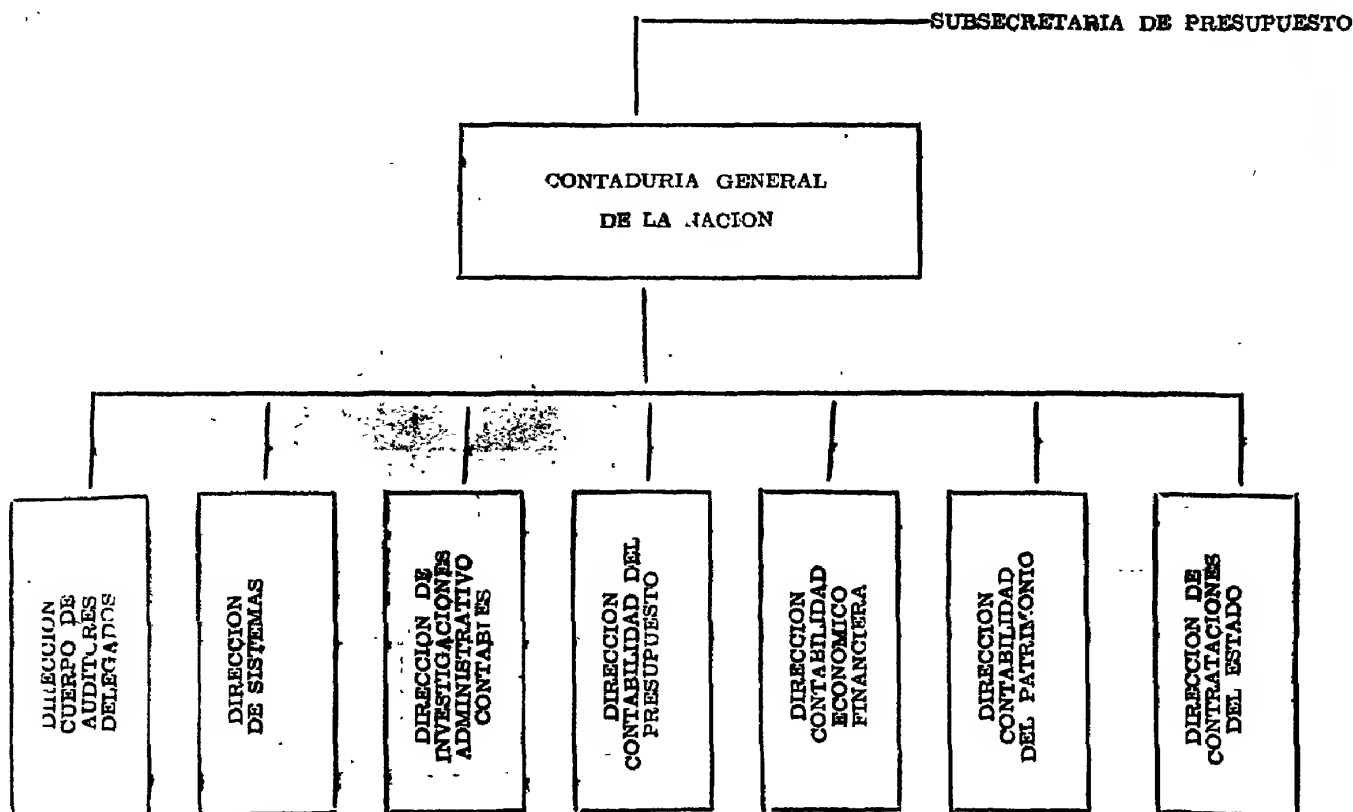 SUBSECRETARIA DE PRESUPUESTO
CONTADURIA GENERAL
DE LA NACION
DIRECCION
CUERPO DE
AUDITORES
DELEGADOS
DIRECCION
DE SISTEMAS
DIRECCION DE
INVESTIGACIONES
ADMINISTRATIVO
CONTABLES
DIRECCION
CONTABILIDAD DEL
PRESUPUESTO
DIRECCION
CONTABILIDAD
ECONOMICO
FINANCIERA
DIRECCION
CONTABILIDAD
DEL PATRIMONIO
DIRECCION DE
CONTRATACIONES
DEL ESTADO